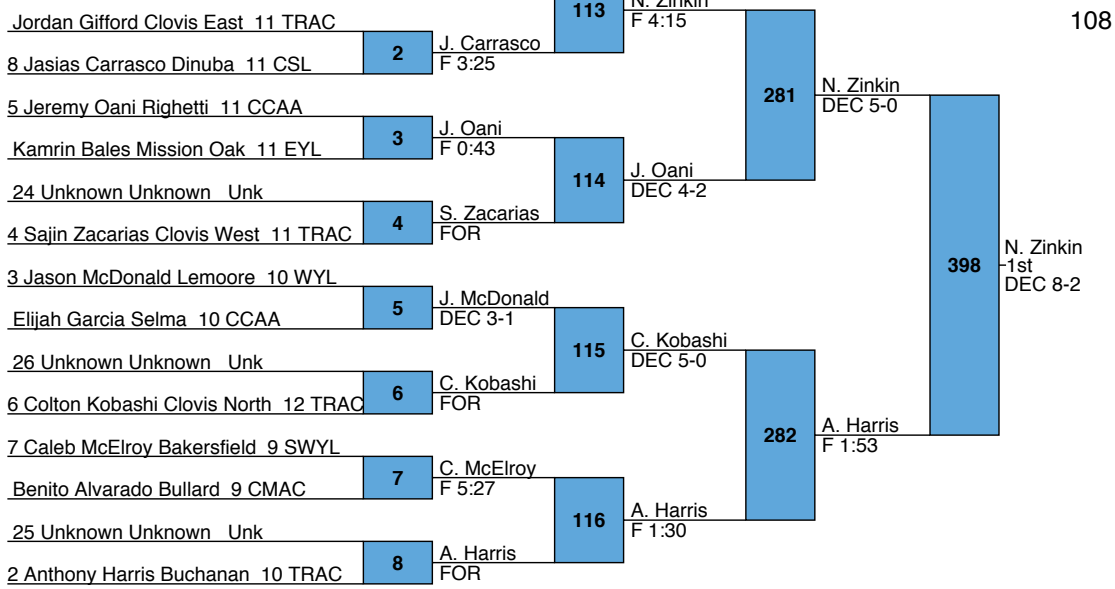 N. Zinkin
113
F 4:15
108
Jordan Gifford Clovis East 11 TRAC
2
J. Carrasco
F 3:25
8 Jasias Carrasco Dinuba 11 CSL
281
N. Zinkin
DEC 5-0
5 Jeremy Oani Righetti 11 CCAA
3
J. Oani
F 0:43
Kamrin Bales Mission Oak 11 EYL
114
J. Oani
DEC 4-2
24 Unknown Unknown Unk
4
S. Zacarias
FOR
4 Sajin Zacarias Clovis West 11 TRAC
398
N. Zinkin
1st
DEC 8-2
3 Jason McDonald Lemoore 10 WYL
5
J. McDonald
DEC 3-1
Elijah Garcia Selma 10 CCAA
115
C. Kobashi
DEC 5-0
26 Unknown Unknown Unk
6
C. Kobashi
FOR
6 Colton Kobashi Clovis North 12 TRAC
282
A. Harris
F 1:53
7 Caleb McElroy Bakersfield 9 SWYL
7
C. McElroy
F 5:27
Benito Alvarado Bullard 9 CMAC
116
A. Harris
F 1:30
25 Unknown Unknown Unk
8
A. Harris
FOR
2 Anthony Harris Buchanan 10 TRAC